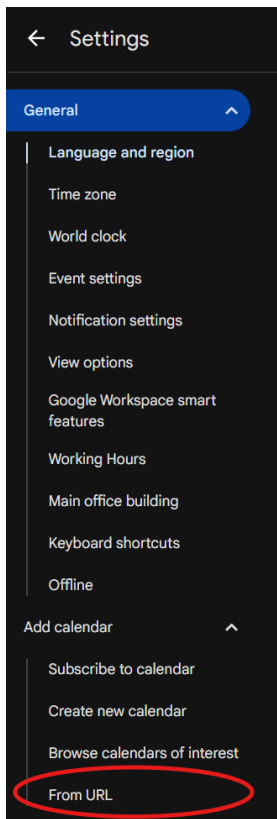 Settings
General
Language and region
Time zone
World clock
Event settings
Notification settings
View options
Google Workspace smart
features
Working Hours
Main office building
Keyboard shortcuts
Offline
Add calendar
Subscribe to calendar
Create new calendar
Browse calendars of interest
From URL